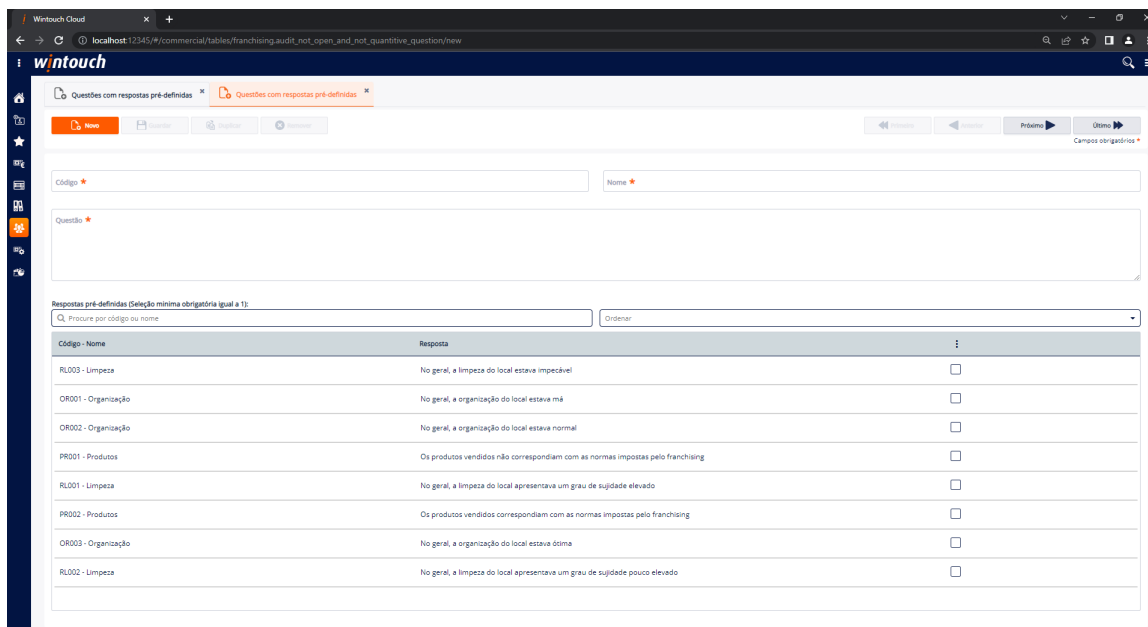 Wintouch Cloud
localhost:12345/#/commercial/tables/franchising.audit_not_open_and_not_quantitive_question/new
wintouch
Questões com respostas pré-definidas
Questões com respostas pré-definidas
Novo Guardar Remover
Primeiro Anterior Próximo Último
Campos obrigatórios *
Código *
Nome *
Questão *
Respostas pré-definidas (Seleção mínima obrigatória igual a 1):
Procure por código ou nome
Ordenar
Código - Nome Resposta
RL003 - Limpeza No geral, a limpeza do local estava impecável
OR001 - Organização No geral, a organização do local estava má
OR002 - Organização No geral, a organização do local estava normal
PR001 - Produtos Os produtos vendidos não correspondiam com as normas impostas pelo franchising
RL001 - Limpeza No geral, a limpeza do local apresentava um grau de sujidade elevado
PR002 - Produtos Os produtos vendidos correspondiam com as normas impostas pelo franchising
OR003 - Organização No geral, a organização do local estava ótima
RL002 - Limpeza No geral, a limpeza do local apresentava um grau de sujidade pouco elevado